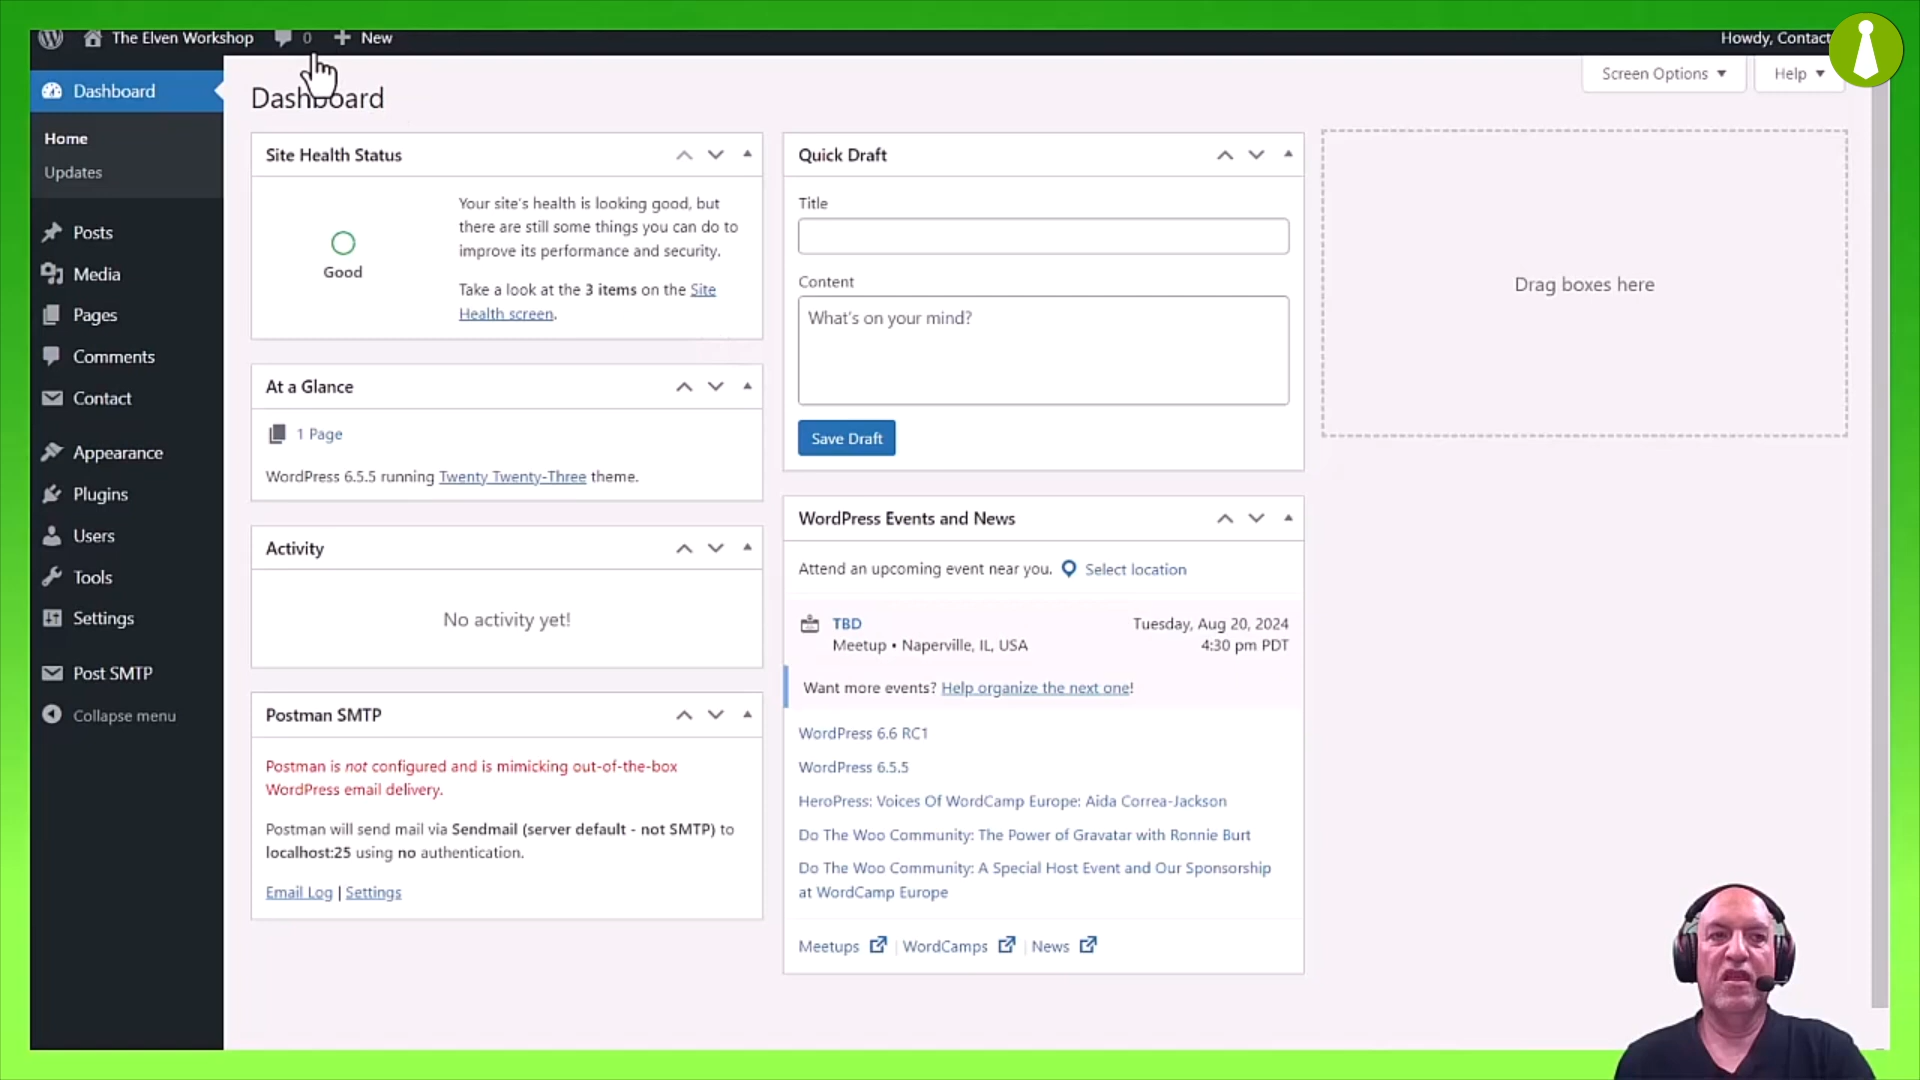 The Elven Workshop 0 New
Howdy, Contact
Dashboard
Home
Updates
Posts
Media
Pages
Comments
Contact
Appearance
Plugins
Users
Tools
Settings
Post SMTP
Collapse menu
Screen Options
Help
Dashboard
Site Health Status
Good
Your site's health is looking good, but
there are still some things you can do to
improve its performance and security.
Take a look at the 3 items on the Site
Health screen.
At a Glance
1 Page
WordPress 6.5.5 running Twenty Twenty-Three theme.
Activity
No activity yet!
Postman SMTP
Postman is not configured and is mimicking out-of-the-box
WordPress email delivery.
Postman will send mail via Sendmail (server default - not SMTP) to
localhost:25 using no authentication.
Email Log | Settings
Quick Draft
Title
Content
What's on your mind?
Save Draft
WordPress Events and News
Attend an upcoming event near you. Select location
TBD
Meetup • Naperville, IL, USA
Tuesday, Aug 20, 2024
4:30 pm PDT
Want more events? Help organize the next one!
WordPress 6.6 RC1
WordPress 6.5.5
HeroPress: Voices Of WordCamp Europe: Aida Correa-Jackson
Do The Woo Community: The Power of Gravatar with Ronnie Burt
Do The Woo Community: A Special Host Event and Our Sponsorship
at WordCamp Europe
Meetups | WordCamps | News
Drag boxes here